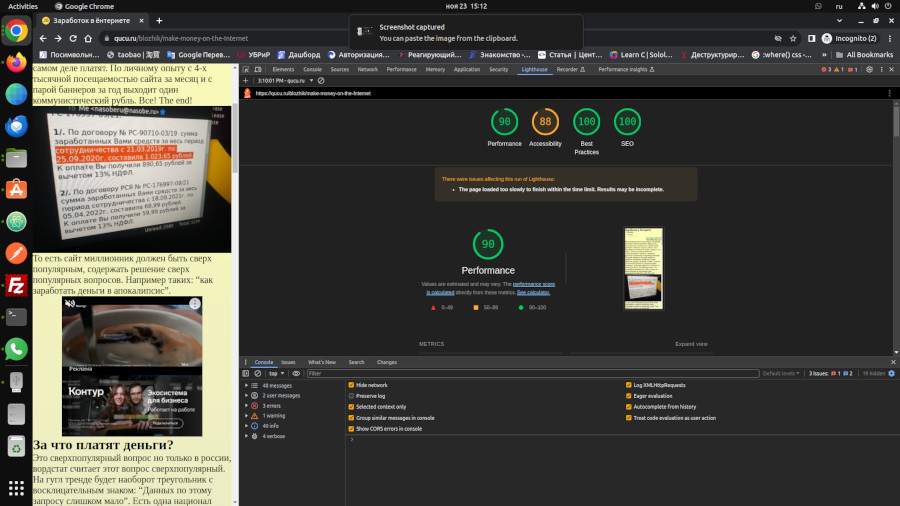 Activities
Google Chrome
ноя 23 15:12
ru
Заработок в ёнтернете
Screenshot captured
You can paste the image from the clipboard.
qucu.ru/blozhik/make-money-on-the-internet
Incognito (2)
Посимвольн...
taobao | 淘宝
Google Переве...
УБРиР
Дашборд
Авторизация...
Реагирующий...
Знакомство -...
Статьи | Цент...
Learn C | Solol...
Деструктирир...
:where() css -...
All Bookmarks
самом деле платят. По личному опыту с 4-х
тысячной посещаемостью сайта за месяц и с
парой баннеров за год выходит один
коммунистический рубль. Все! The end!
To: Me <nasoberu@nasobe.ru>
1/. По договору № РС-90710-03/19 сумма
заработанных Вами средств за весь период
сотрудничества с 21.03.2019г. по
25.09.2020г. составила 1.023,65 рублей.
К оплате Вы получили 890,65 рублей за
вычетом 13% НДФЛ.
2/. По договору РСЯ № РС-176997-09/21
сумма заработанных Вами средств за весь
период сотрудничества с 18.09.2021г. по
05.04.2022г. составила 68,99 рублей.
К оплате Вы получили 59,99 рублей за
вычетом 13% НДФЛ.
То есть сайт миллионник должен быть сверх
популярным, содержать решение сверх
популярных вопросов. Например таких: “как
заработать деньги в апокалипсис”.
Реклама
Контур
Экосистема
для бизнеса
Работает на работе
За что платят деньги?
Это сверхпопулярный вопрос но только в россии,
вордстат считает этот вопрос сверхпопулярный.
На гугл тренде будет наоборот треугольник с
восклицательным знаком: “Данных по этому
запросу слишком мало”. Есть одна национал
Elements
Console
Sources
Network
Performance
Memory
Application
Security
Lighthouse
Recorder
Performance insights
3
1
1
3:10:01 PM - qucu.ru
https://qucu.ru/blozhik/make-money-on-the-internet
90
88
100
100
Performance
Accessibility
Best
Practices
SEO
There were issues affecting this run of Lighthouse:
The page loaded too slowly to finish within the time limit. Results may be incomplete.
90
Performance
Values are estimated and may vary. The performance score
is calculated directly from these metrics. See calculator.
0–49
50–89
90–100
METRICS
Expand view
Console
Issues
What's New
Search
Changes
top
Filter
Default levels
3 Issues: 1 2
19 hidden
48 messages
2 user messages
3 errors
1 warning
40 info
4 verbose
Hide network
Preserve log
Selected context only
Group similar messages in console
Show CORS errors in console
Log XMLHttpRequests
Eager evaluation
Autocomplete from history
Treat code evaluation as user action